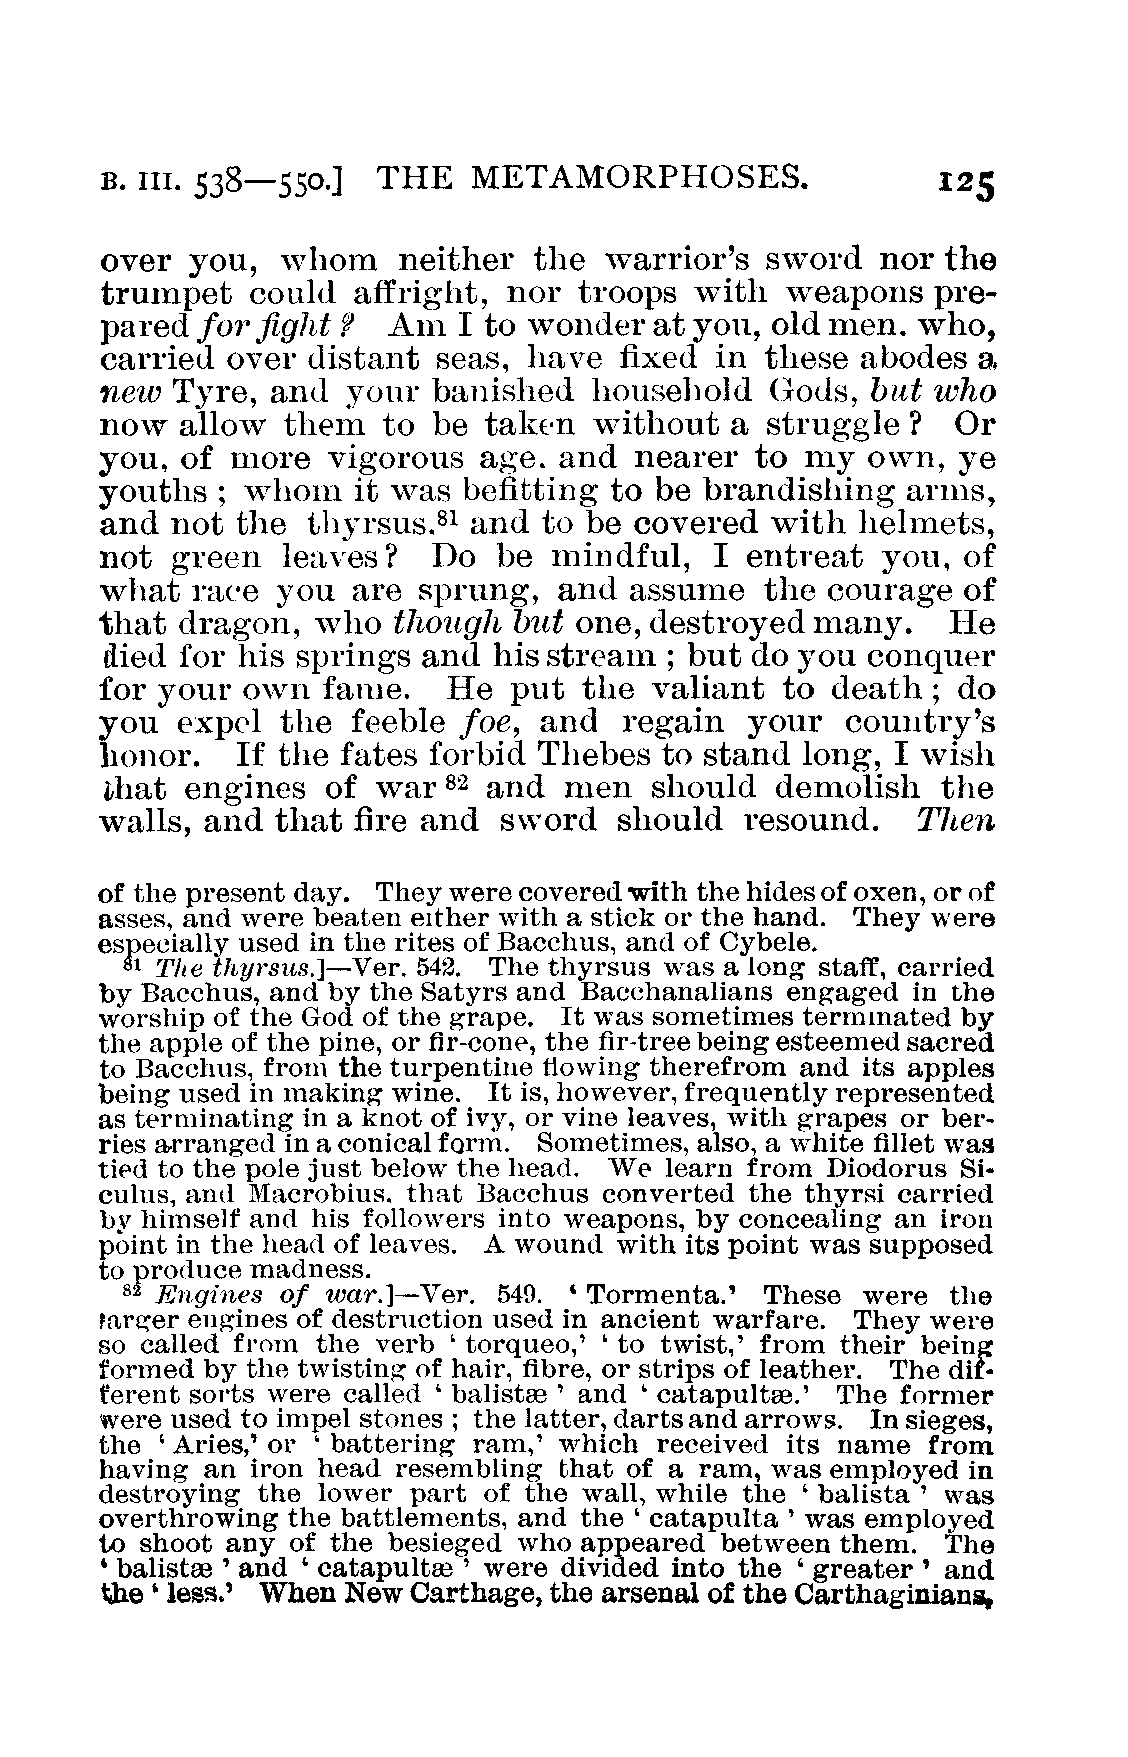 B. III. 538—550.] THE METAMORPHOSES. 125
over you, whom neither the warrior's sword nor the
trumpet could affright, nor troops with weapons pre-
pared for fight? Am I to wonder at you, old men. who,
carried over distant seas, have fixed in these abodes a
new Tyre, and your banished household Gods, but who
now allow them to be taken without a struggle? Or
you, of more vigorous age. and nearer to my own, ye
youths; whom it was befitting to be brandishing arms,
and not the thyrsus.81 and to be covered with helmets,
not green leaves? Do be mindful, I entreat you, of
what race you are sprung, and assume the courage of
that dragon, who though but one, destroyed many. He
died for his springs and his stream; but do you conquer
for your own fame. He put the valiant to death; do
you expel the feeble foe, and regain your country's
honor. If the fates forbid Thebes to stand long, I wish
that engines of war 82 and men should demolish the
walls, and that fire and sword should resound. Then
of the present day. They were covered with the hides of oxen, or of
asses, and were beaten either with a stick or the hand. They were
especially used in the rites of Bacchus, and of Cybele.
81 The thyrsus.]—Ver. 542. The thyrsus was a long staff, carried
by Bacchus, and by the Satyrs and Bacchanalians engaged in the
worship of the God of the grape. It was sometimes terminated by
the apple of the pine, or fir-cone, the fir-tree being esteemed sacred
to Bacchus, from the turpentine flowing therefrom and its apples
being used in making wine. It is, however, frequently represented
as terminating in a knot of ivy, or vine leaves, with grapes or ber-
ries arranged in a conical form. Sometimes, also, a white fillet was
tied to the pole just below the head. We learn from Diodorus Si-
culus, and Macrobius. that Bacchus converted the thyrsi carried
by himself and his followers into weapons, by concealing an iron
point in the head of leaves. A wound with its point was supposed
to produce madness.
82 Engines of war.]—Ver. 549. 'Tormenta.' These were the
larger engines of destruction used in ancient warfare. They were
so called from the verb 'torqueo,' 'to twist,' from their being
formed by the twisting of hair, fibre, or strips of leather. The dif-
ferent sorts were called 'balistæ' and 'catapultæ.' The former
were used to impel stones; the latter, darts and arrows. In sieges,
the 'Aries,' or 'battering ram,' which received its name from
having an iron head resembling that of a ram, was employed in
destroying the lower part of the wall, while the 'balista' was
overthrowing the battlements, and the 'catapulta' was employed
to shoot any of the besieged who appeared between them. The
'balistæ' and 'catapultæ' were divided into the 'greater' and
the 'less.' When New Carthage, the arsenal of the Carthaginians,